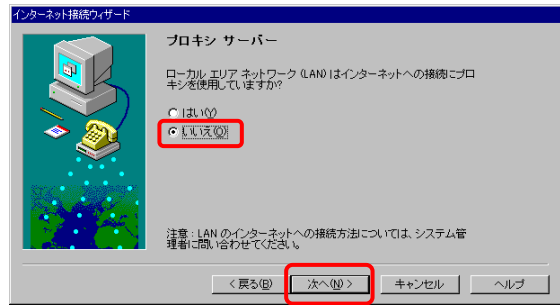 インターネット接続ウィザード
プロキシ サーバー
ローカル エリア ネットワーク (LAN) はインターネットへの接続にプロ
キシを使用していますか?
はい(Y)
いいえ(O)
注意 : LAN のインターネットへの接続方法については、システム管
理者に問い合わせてください。
< 戻る(B)
次へ(N) >
キャンセル
ヘルプ